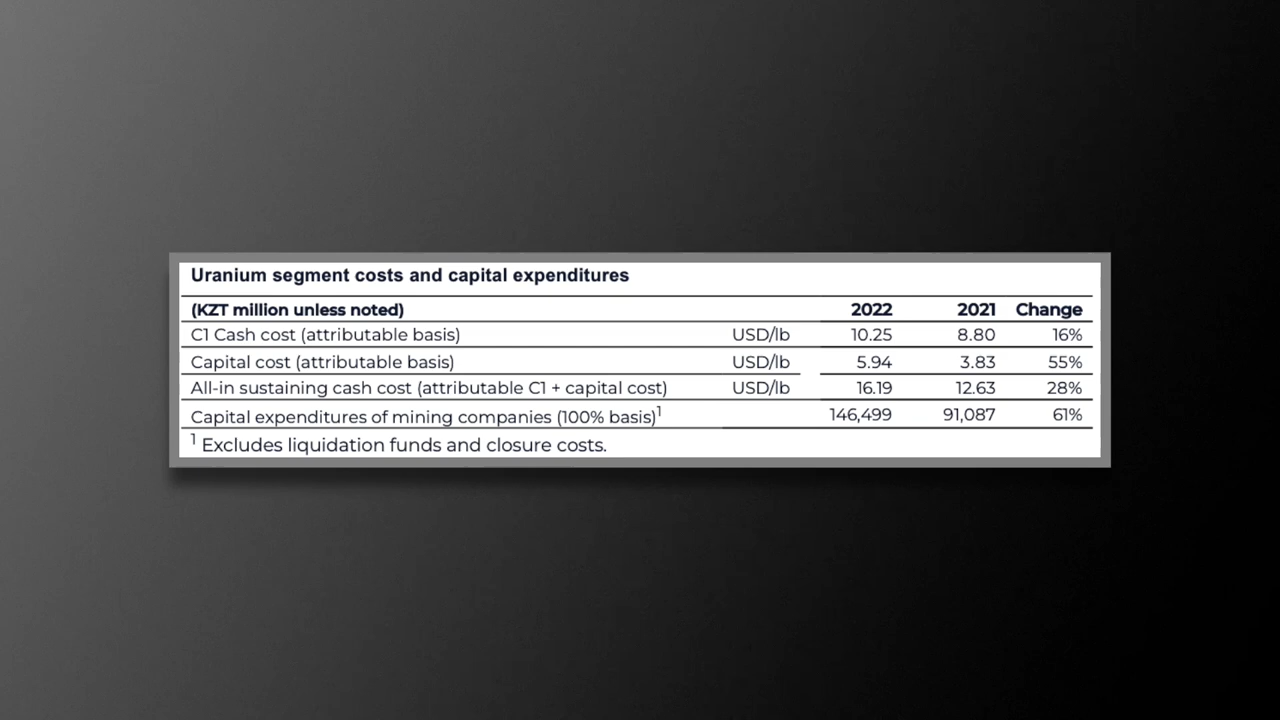 Uranium segment costs and capital expenditures
(KZT million unless noted) 2022 2021 Change
C1 Cash cost (attributable basis) USD/lb 10.25 8.80 16%
Capital cost (attributable basis) USD/lb 5.94 3.83 55%
All-in sustaining cash cost (attributable C1 + capital cost) USD/lb 16.19 12.63 28%
Capital expenditures of mining companies (100% basis)¹ 146,499 91,087 61%
¹ Excludes liquidation funds and closure costs.